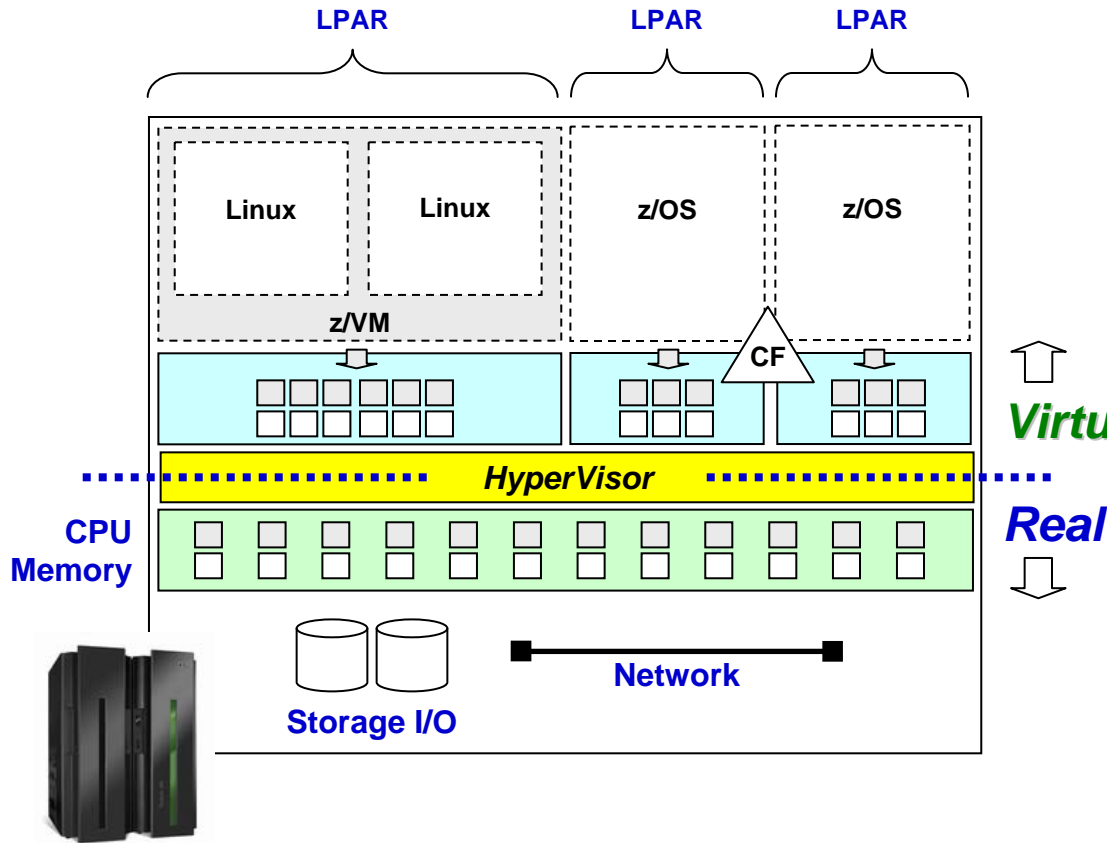 LPAR
LPAR
LPAR
Linux
Linux
z/OS
z/OS
z/VM
CF
Virtu
HyperVisor
CPU
Memory
Real
Network
Storage I/O